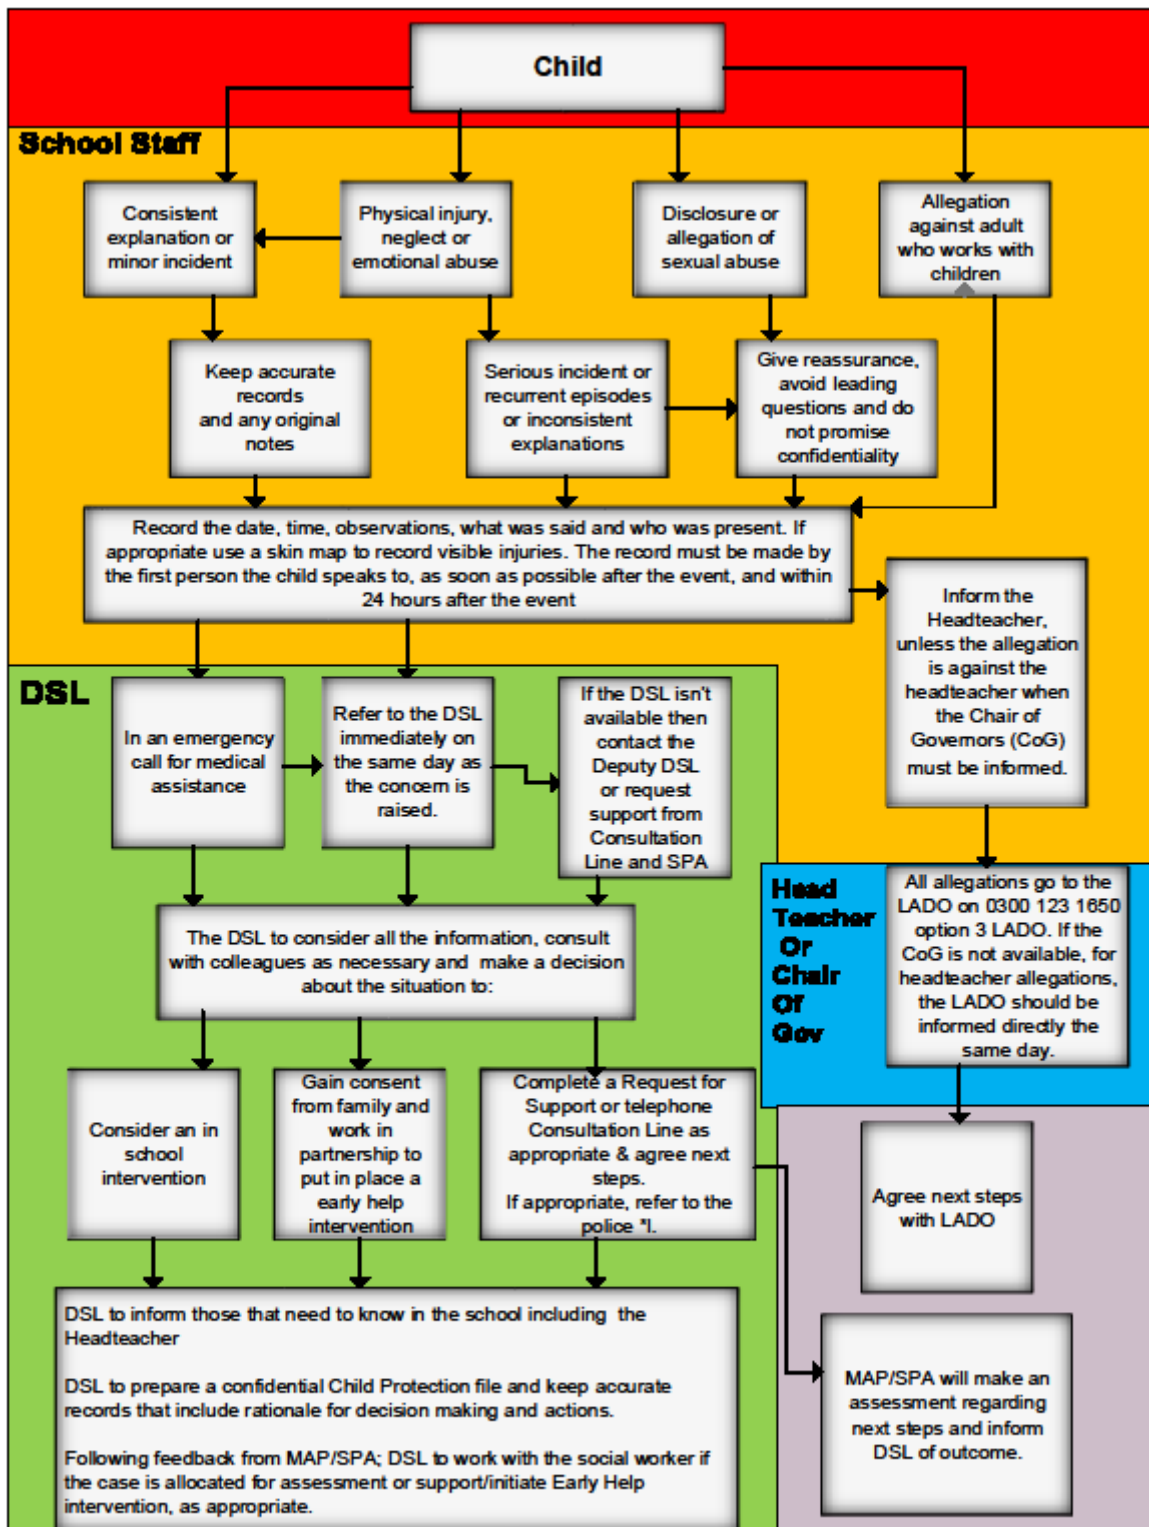 Child
School Staff
Consistent
explanation or
minor incident
Physical injury,
neglect or
emotional abuse
Disclosure or
allegation of
sexual abuse
Allegation
against adult
who works with
children
Keep accurate
records
and any original
notes
Serious incident or
recurrent episodes
or inconsistent
explanations
Give reassurance,
avoid leading
questions and do
not promise
confidentiality
Record the date, time, observations, what was said and who was present. If
appropriate use a skin map to record visible injuries. The record must be made by
the first person the child speaks to, as soon as possible after the event, and within
24 hours after the event
Inform the
Headteacher,
unless the allegation
is against the
headteacher when
the Chair of
Governors (CoG)
must be informed.
DSL
In an emergency
call for medical
assistance
Refer to the DSL
immediately on
the same day as
the concern is
raised.
If the DSL isn't
available then
contact the
Deputy DSL
or request
support from
Consultation
Line and SPA
Head
Teacher
Or
Chair
Of
Gov
All allegations go to the
LADO on 0300 123 1650
option 3 LADO. If the
CoG is not available, for
headteacher allegations,
the LADO should be
informed directly the
same day.
The DSL to consider all the information, consult
with colleagues as necessary and make a decision
about the situation to:
Consider an in
school
intervention
Gain consent
from family and
work in
partnership to
put in place a
early help
intervention
Complete a Request for
Support or telephone
Consultation Line as
appropriate & agree next
steps.
If appropriate, refer to the
police *I.
Agree next steps
with LADO
DSL to inform those that need to know in the school including the
Headteacher
DSL to prepare a confidential Child Protection file and keep accurate
records that include rationale for decision making and actions.
Following feedback from MAP/SPA; DSL to work with the social worker if
the case is allocated for assessment or support/initiate Early Help
intervention, as appropriate.
MAP/SPA will make an
assessment regarding
next steps and inform
DSL of outcome.